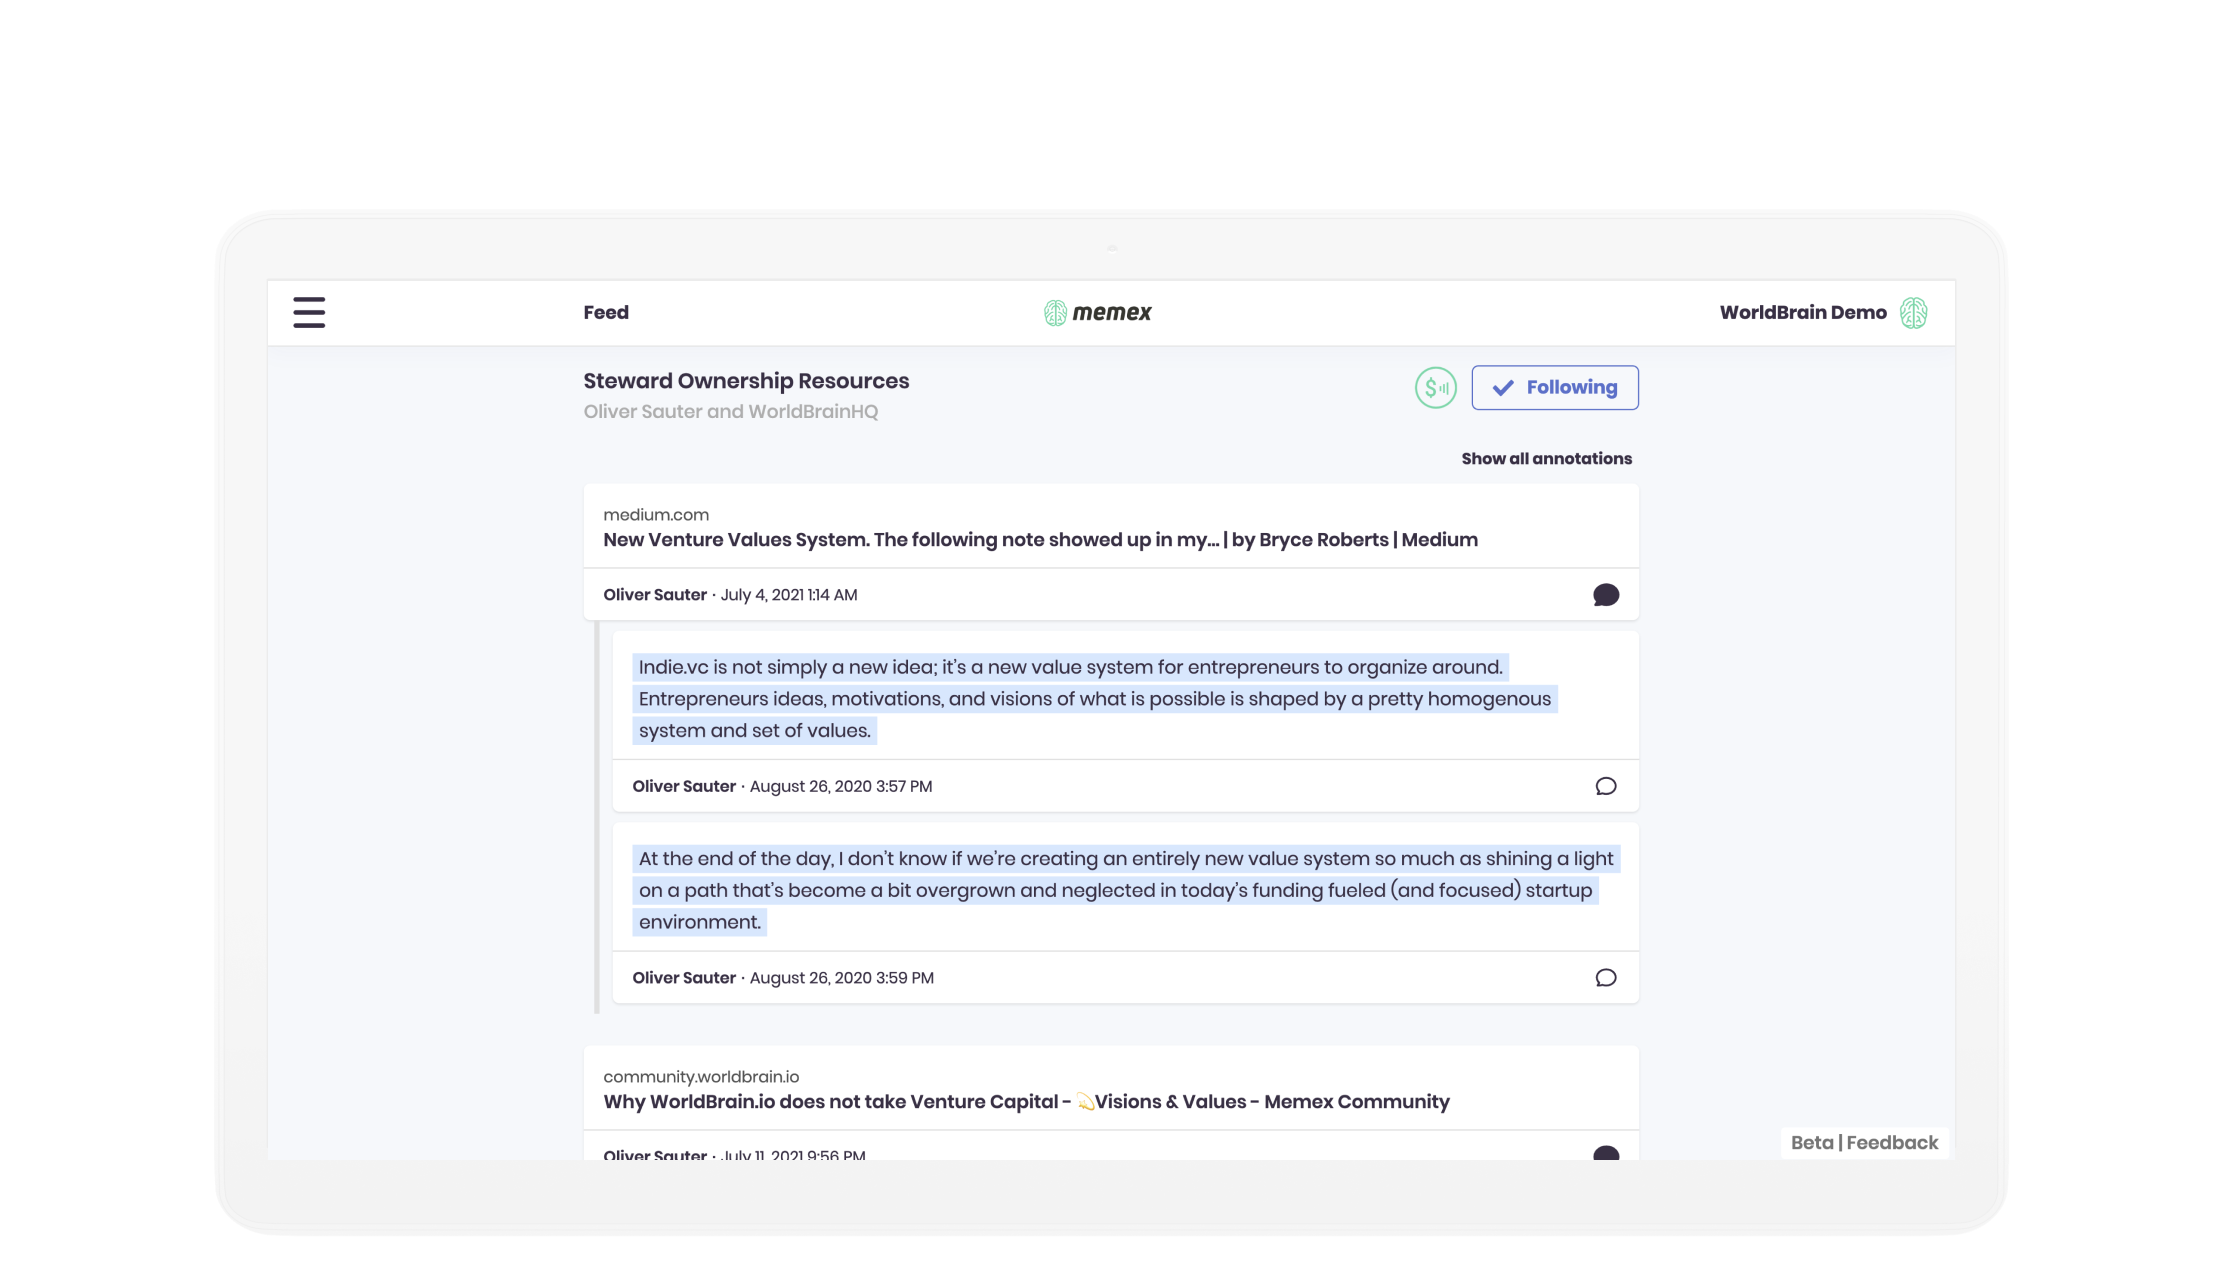 Feed
memex
WorldBrain Demo
Steward Ownership Resources
Oliver Sauter and WorldBrainHQ
$
Following
Show all annotations
medium.com
New Venture Values System. The following note showed up in my... | by Bryce Roberts | Medium
Oliver Sauter · July 4, 2021 1:14 AM
Indie.vc is not simply a new idea; it's a new value system for entrepreneurs to organize around.
Entrepreneurs ideas, motivations, and visions of what is possible is shaped by a pretty homogenous
system and set of values.
Oliver Sauter · August 26, 2020 3:57 PM
At the end of the day, I don't know if we're creating an entirely new value system so much as shining a light
on a path that's become a bit overgrown and neglected in today's funding fueled (and focused) startup
environment.
Oliver Sauter · August 26, 2020 3:59 PM
community.worldbrain.io
Why WorldBrain.io does not take Venture Capital - 💫Visions & Values - Memex Community
Oliver Sauter · July 11, 2021 9:56 PM
Beta | Feedback